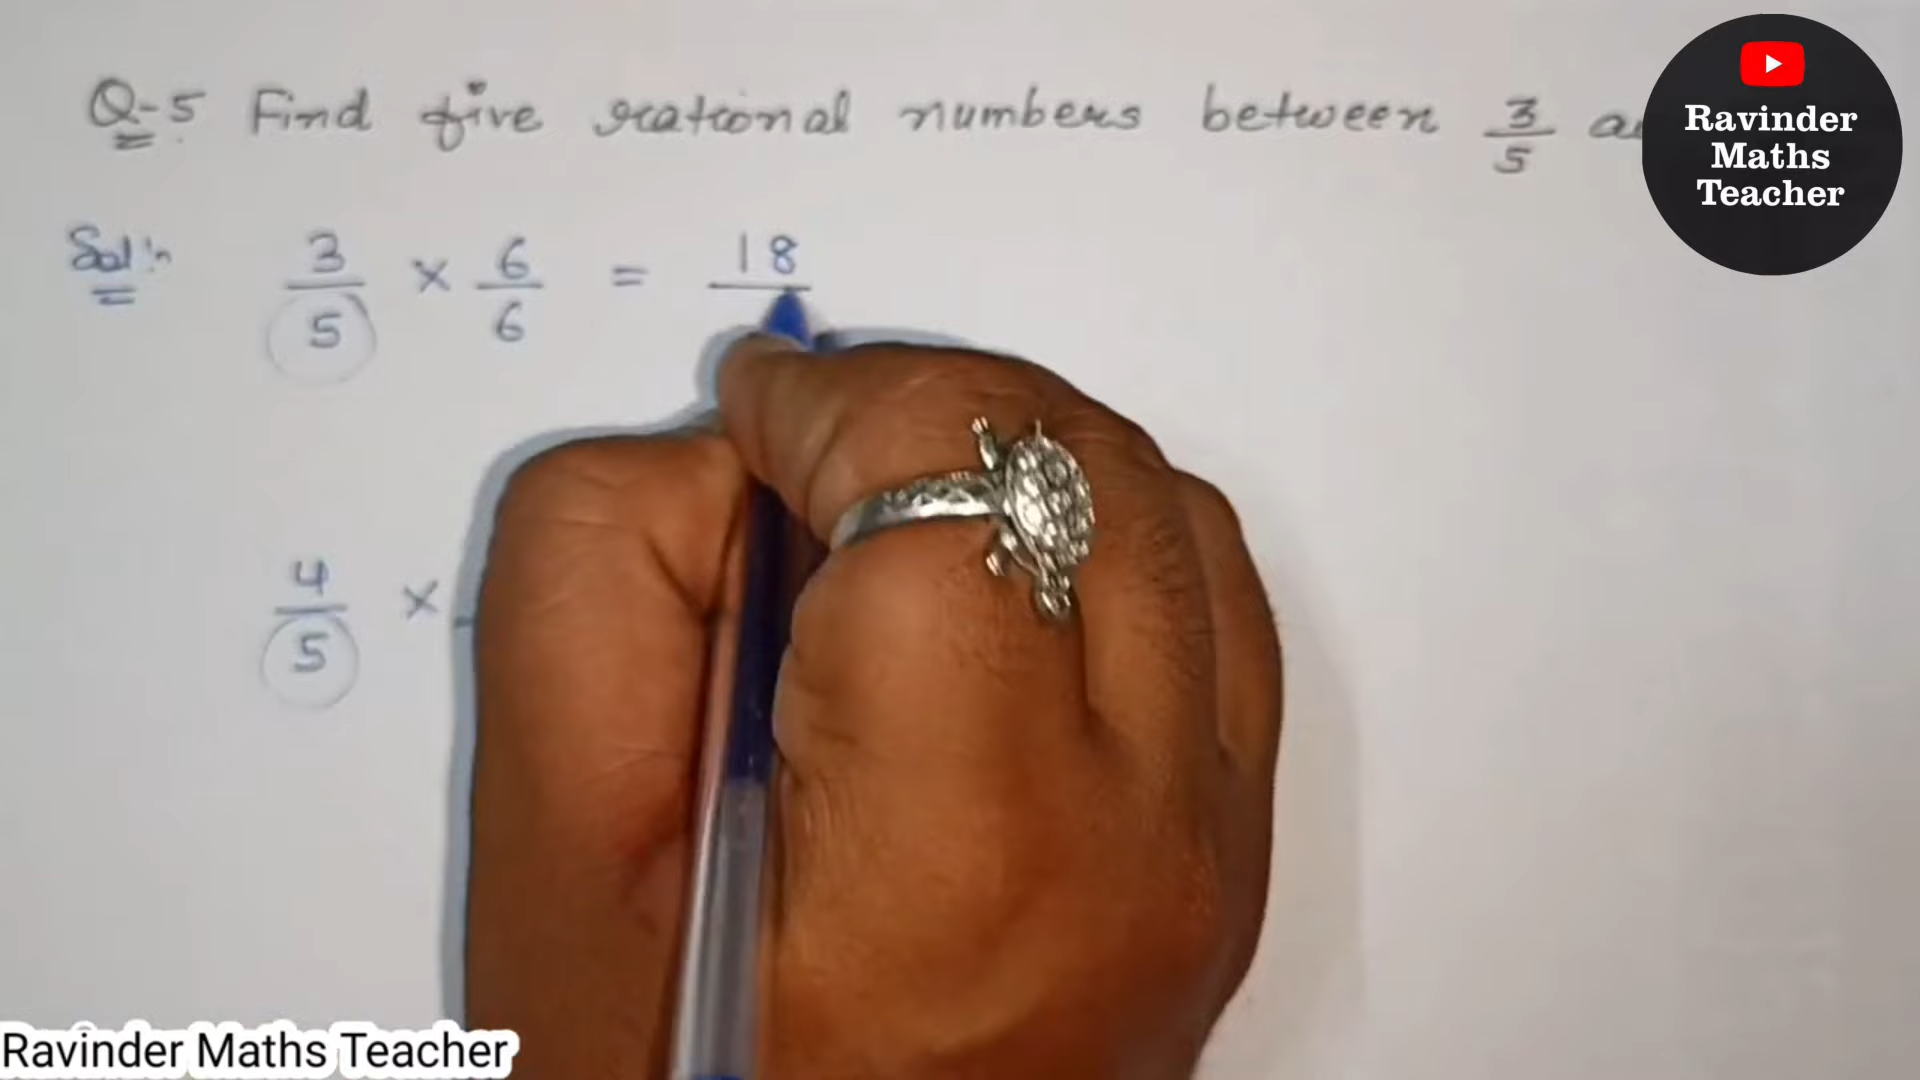 Q-5 Find five rational numbers between 3/5
Solⁿ 3/5 × 6/6 = 18
4/5 ×
Ravinder
Maths
Teacher
Ravinder Maths Teacher